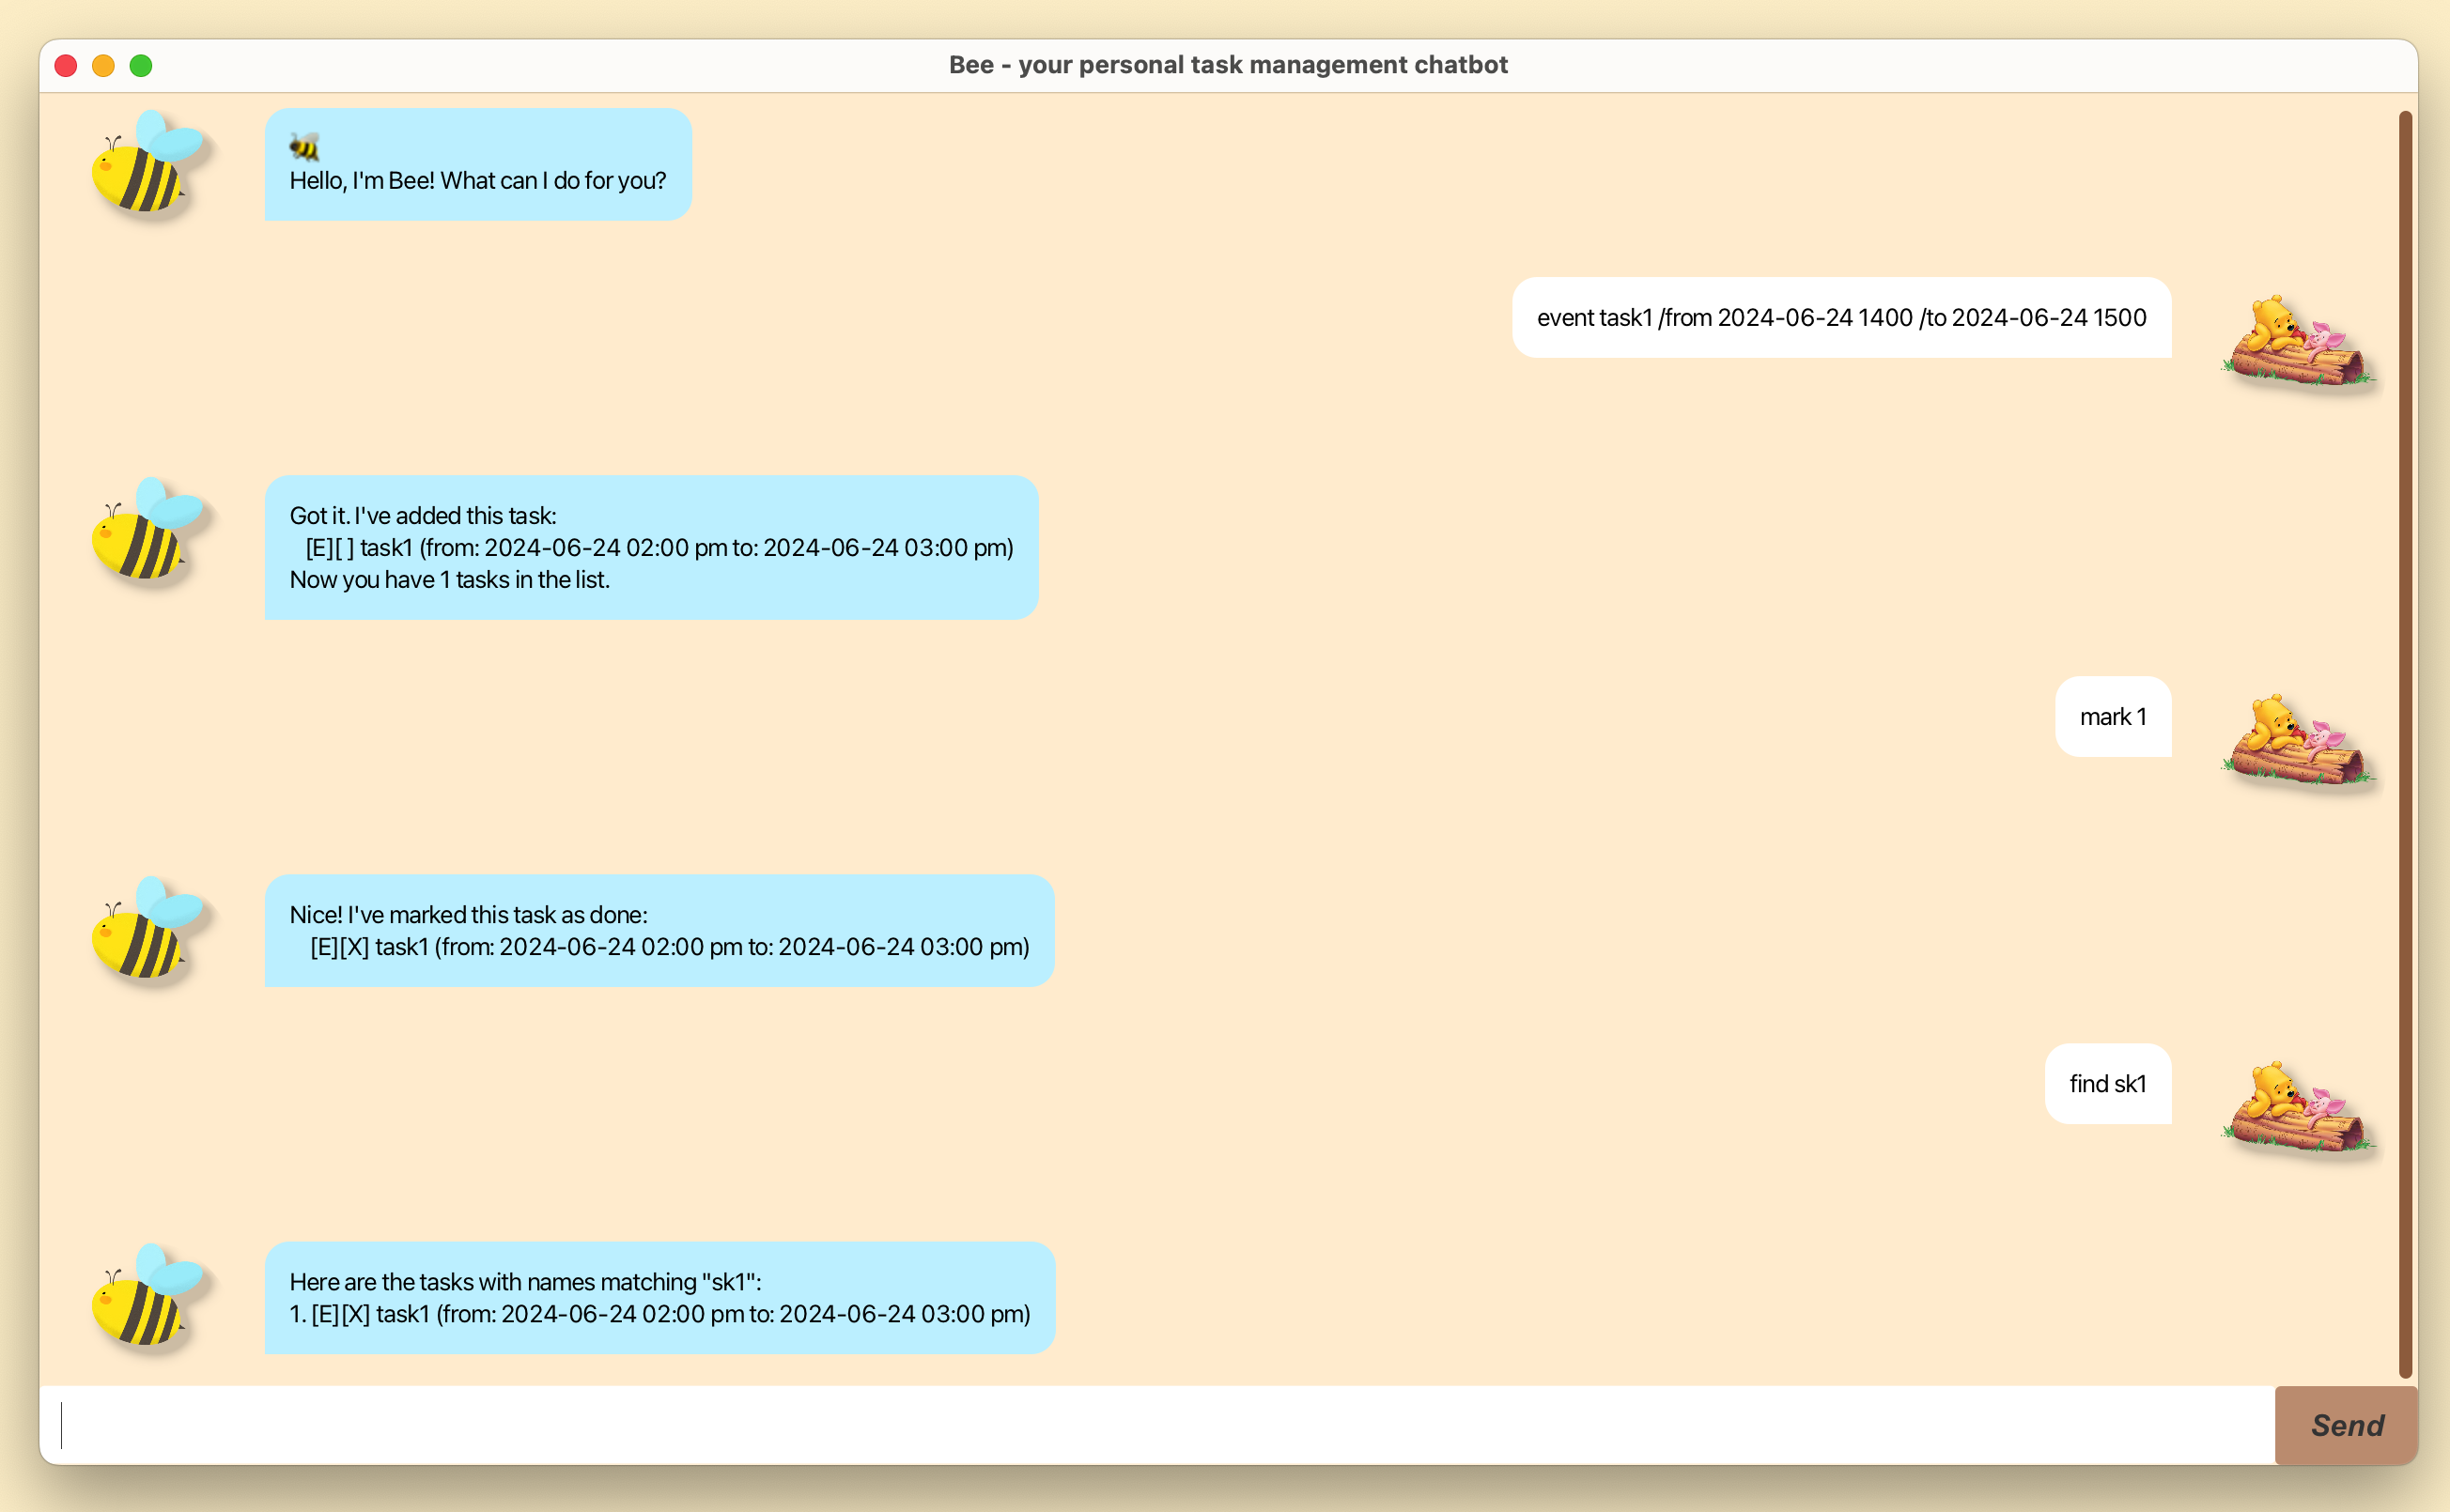 Bee - your personal task management chatbot
🐝
Hello, I'm Bee! What can I do for you?
event task1 /from 2024-06-24 1400 /to 2024-06-24 1500
Got it. I've added this task:
[E][ ] task1 (from: 2024-06-24 02:00 pm to: 2024-06-24 03:00 pm)
Now you have 1 tasks in the list.
mark 1
Nice! I've marked this task as done:
[E][X] task1 (from: 2024-06-24 02:00 pm to: 2024-06-24 03:00 pm)
find sk1
Here are the tasks with names matching "sk1":
1. [E][X] task1 (from: 2024-06-24 02:00 pm to: 2024-06-24 03:00 pm)
Send